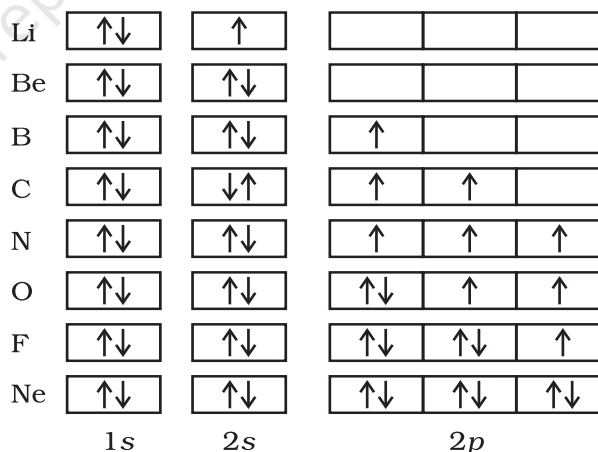 Li ↑↓ ↑
Be ↑↓ ↑↓
B ↑↓ ↑↓ ↑
C ↑↓ ↓↑ ↑ ↑
N ↑↓ ↑↓ ↑ ↑ ↑
O ↑↓ ↑↓ ↑↓ ↑ ↑
F ↑↓ ↑↓ ↑↓ ↑↓ ↑
Ne ↑↓ ↑↓ ↑↓ ↑↓ ↑↓
1s 2s 2p